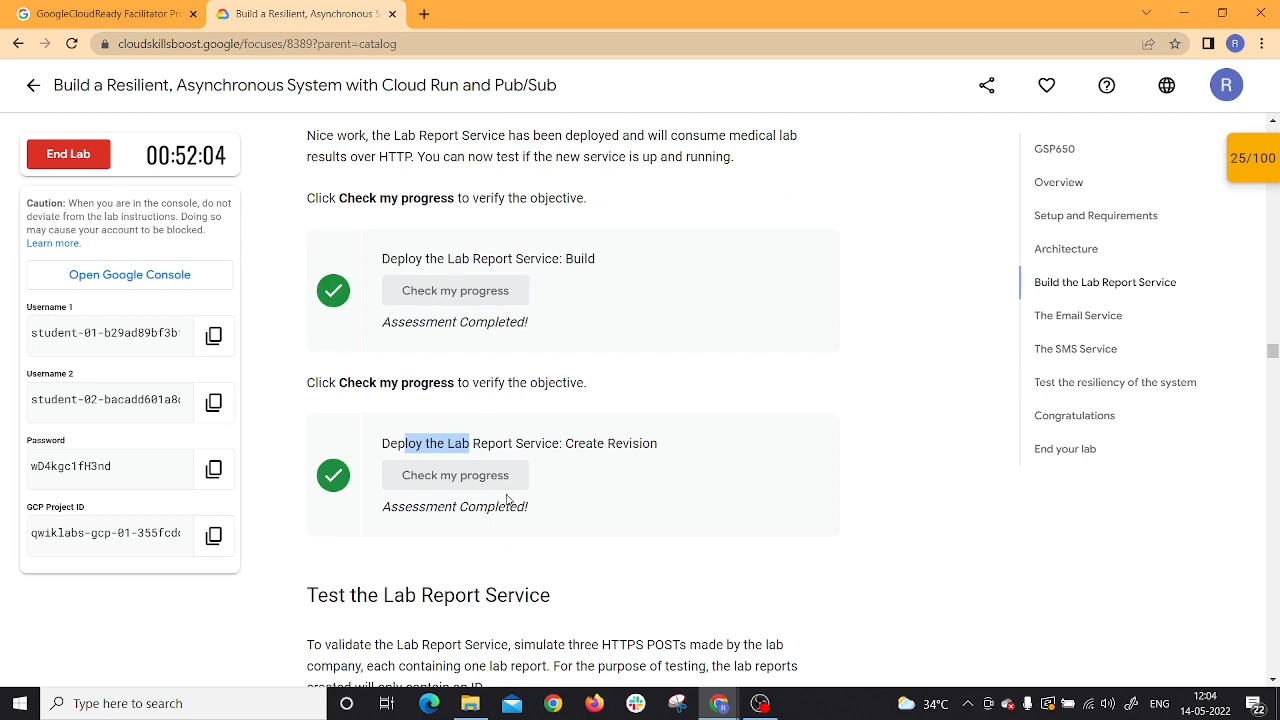 GoogleCloudReady Facilitator Pr
Build a Resilient, Asynchronous S
cloudskillsboost.google/focuses/8389?parent=catalog
R
Build a Resilient, Asynchronous System with Cloud Run and Pub/Sub
R
End Lab
00:52:04
Caution: When you are in the console, do not
deviate from the lab instructions. Doing so
may cause your account to be blocked.
Learn more.
Open Google Console
Username 1
student-01-b29ad89bf3b
Username 2
student-02-bacadd601a8
Password
wD4kgc1fH3nd
GCP Project ID
qwiklabs-gcp-01-355fcd
Nice work, the Lab Report Service has been deployed and will consume medical lab
results over HTTP. You can now test if the new service is up and running.
Click Check my progress to verify the objective.
Deploy the Lab Report Service: Build
Check my progress
Assessment Completed!
Click Check my progress to verify the objective.
Deploy the Lab Report Service: Create Revision
Check my progress
Assessment Completed!
Test the Lab Report Service
To validate the Lab Report Service, simulate three HTTPS POSTs made by the lab
company, each containing one lab report. For the purpose of testing, the lab reports
created will only contain an ID.
GSP650
Overview
Setup and Requirements
Architecture
Build the Lab Report Service
The Email Service
The SMS Service
Test the resiliency of the system
Congratulations
End your lab
25/100
Type here to search
34°C
ENG
12:04
14-05-2022
22